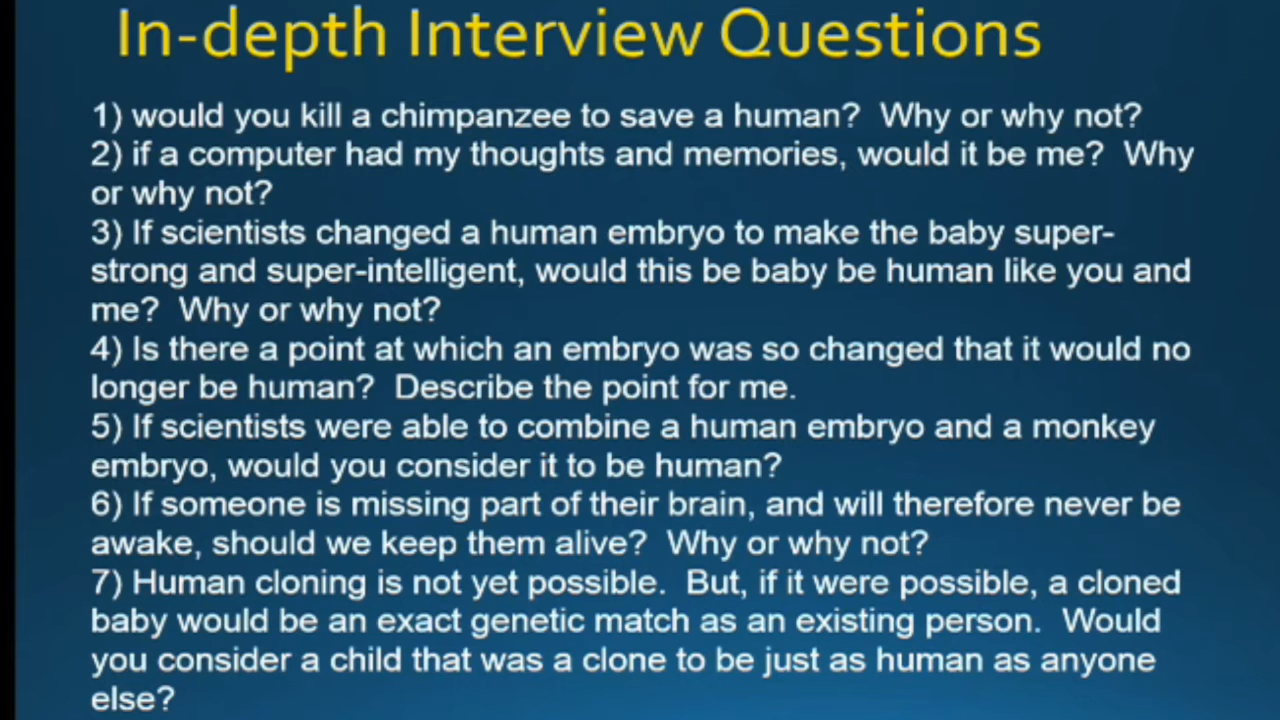 In-depth Interview Questions
1) would you kill a chimpanzee to save a human?  Why or why not?
2) if a computer had my thoughts and memories, would it be me?  Why
or why not?
3) If scientists changed a human embryo to make the baby super-
strong and super-intelligent, would this be baby be human like you and
me?  Why or why not?
4) Is there a point at which an embryo was so changed that it would no
longer be human?  Describe the point for me.
5) If scientists were able to combine a human embryo and a monkey
embryo, would you consider it to be human?
6) If someone is missing part of their brain, and will therefore never be
awake, should we keep them alive?  Why or why not?
7) Human cloning is not yet possible.  But, if it were possible, a cloned
baby would be an exact genetic match as an existing person.  Would
you consider a child that was a clone to be just as human as anyone
else?